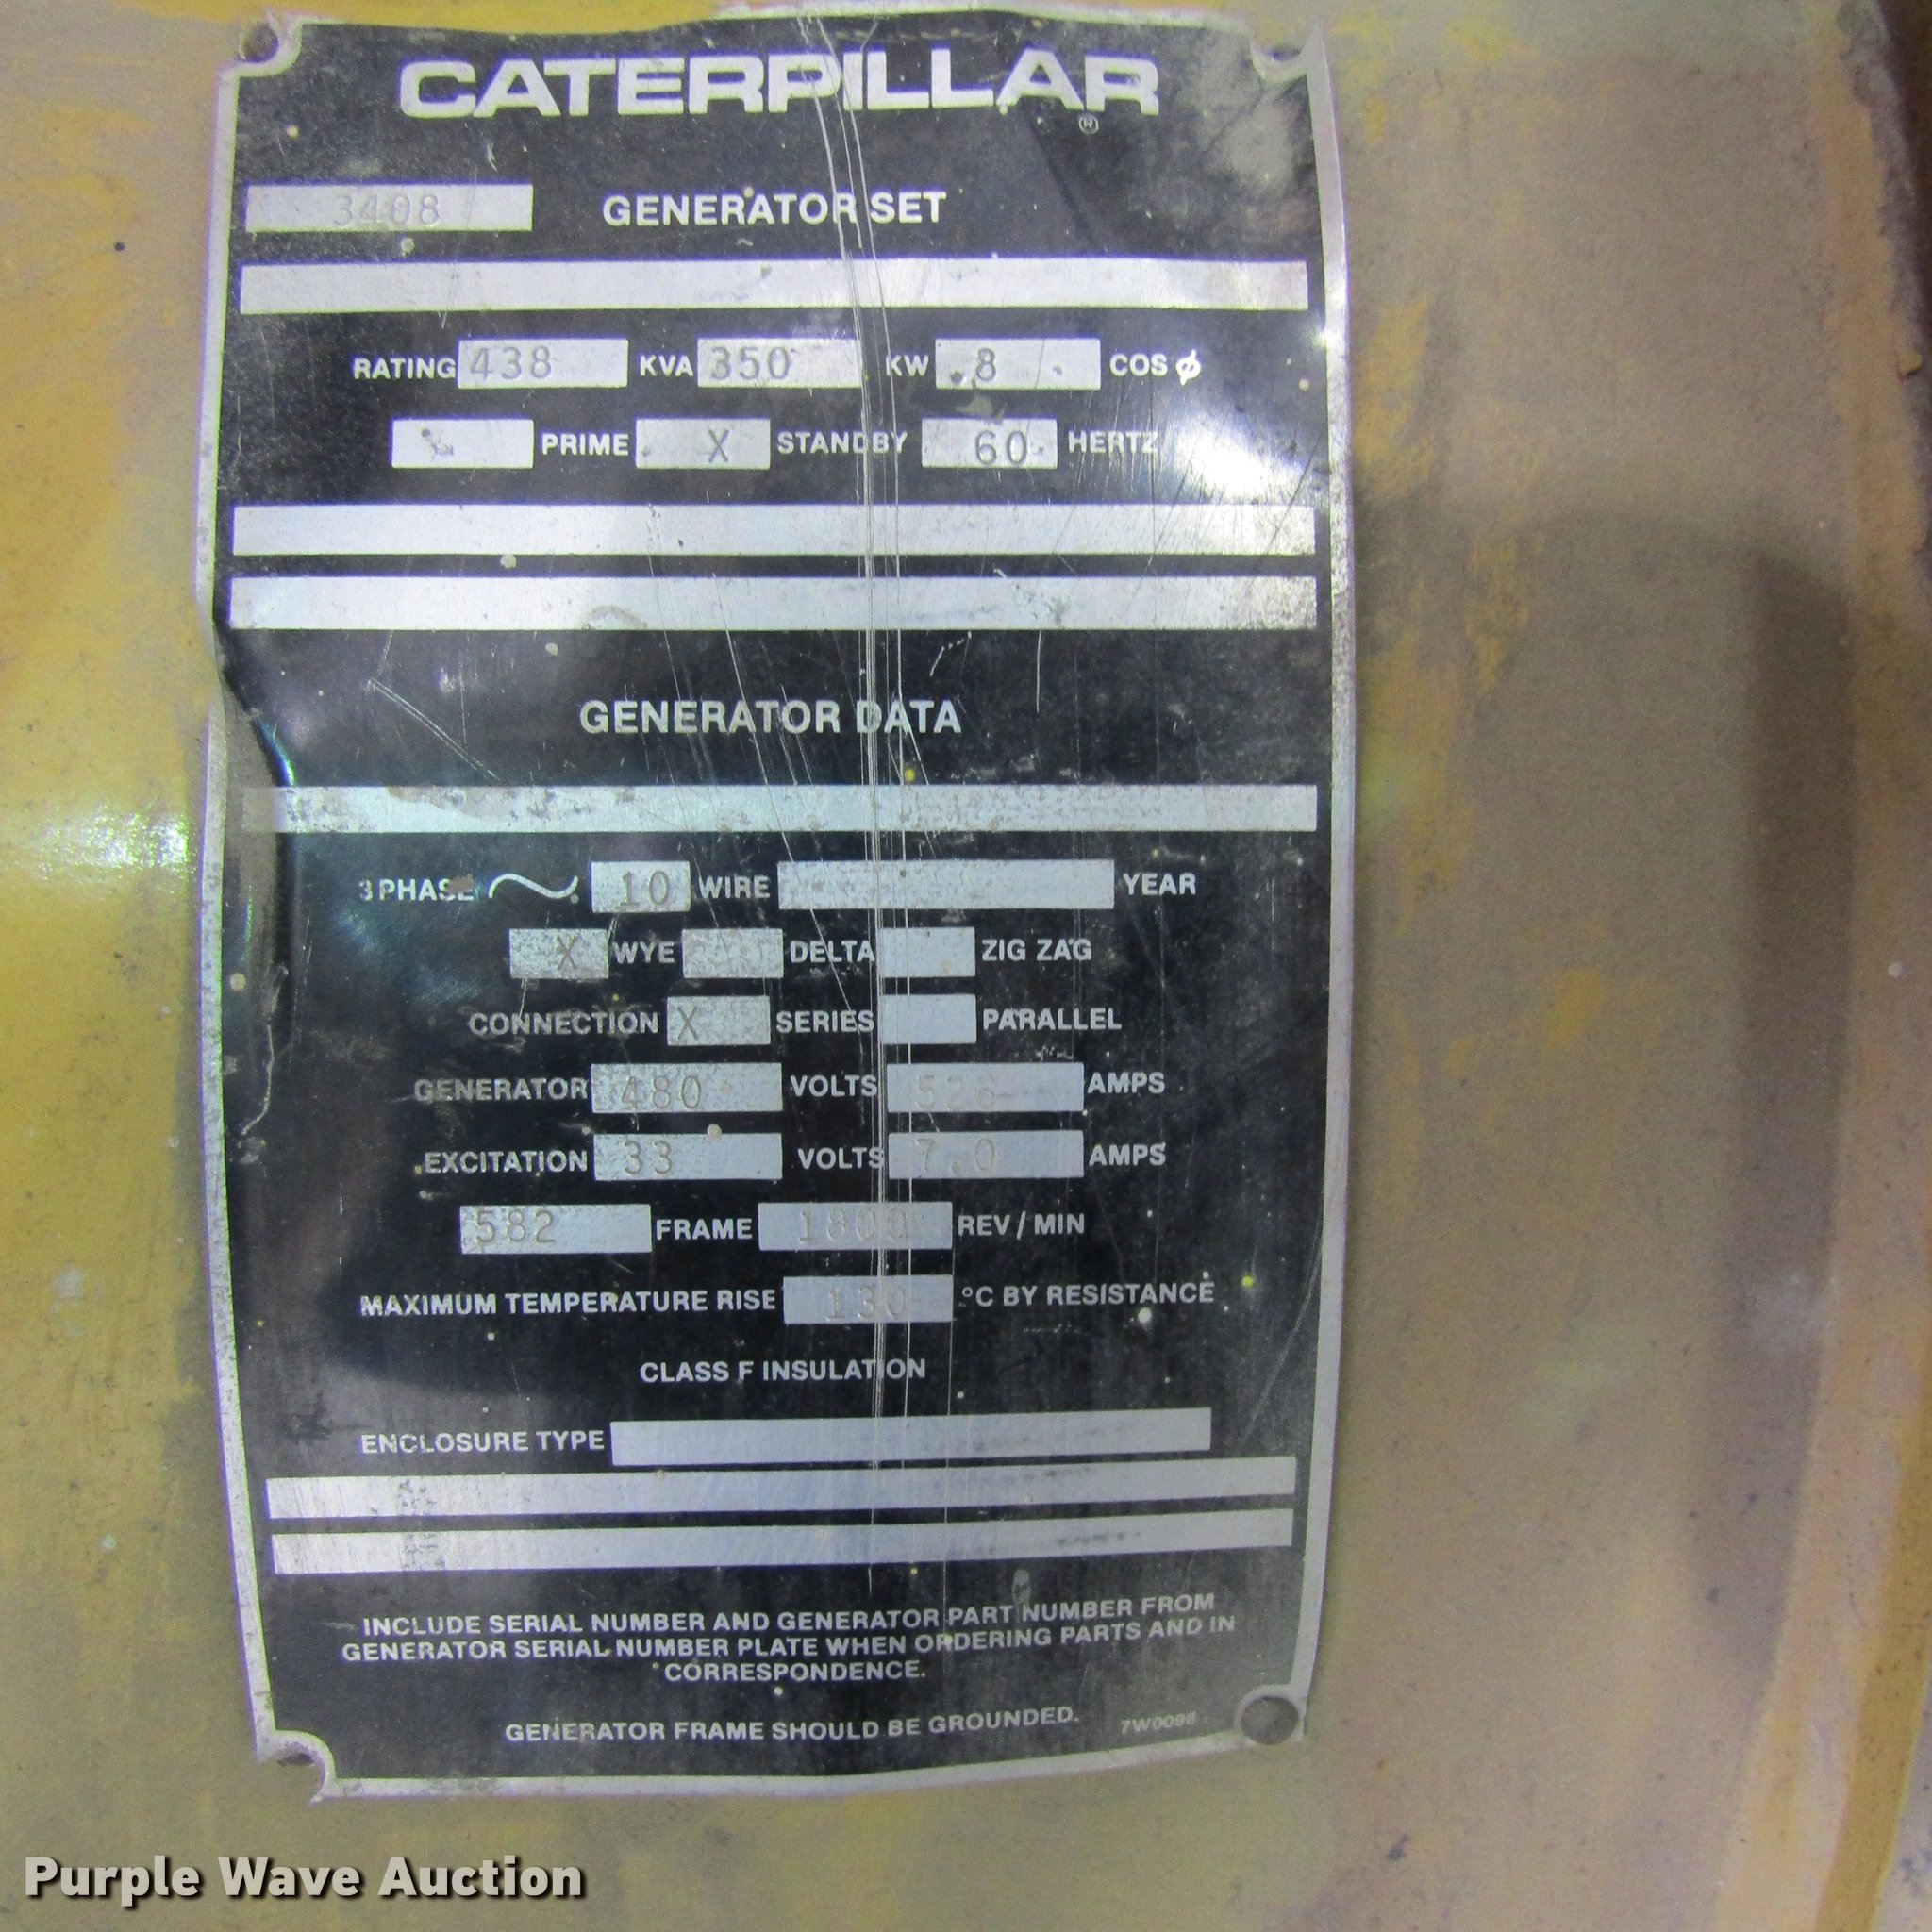 CATERPILLAR
®
3408 GENERATOR SET
RATING 438 KVA 350 KW .8 COS ϕ
PRIME X STANDBY 60 HERTZ
GENERATOR DATA
3 PHASE ~ 10 WIRE YEAR
X WYE DELTA ZIG ZAG
CONNECTION X SERIES PARALLEL
GENERATOR 480 VOLTS 526 AMPS
EXCITATION 33 VOLTS 7.0 AMPS
582 FRAME 1800 REV / MIN
MAXIMUM TEMPERATURE RISE 130 °C BY RESISTANCE
CLASS F INSULATION
ENCLOSURE TYPE
INCLUDE SERIAL NUMBER AND GENERATOR PART NUMBER FROM
GENERATOR SERIAL NUMBER PLATE WHEN ORDERING PARTS AND IN
CORRESPONDENCE.
GENERATOR FRAME SHOULD BE GROUNDED.
Purple Wave Auction